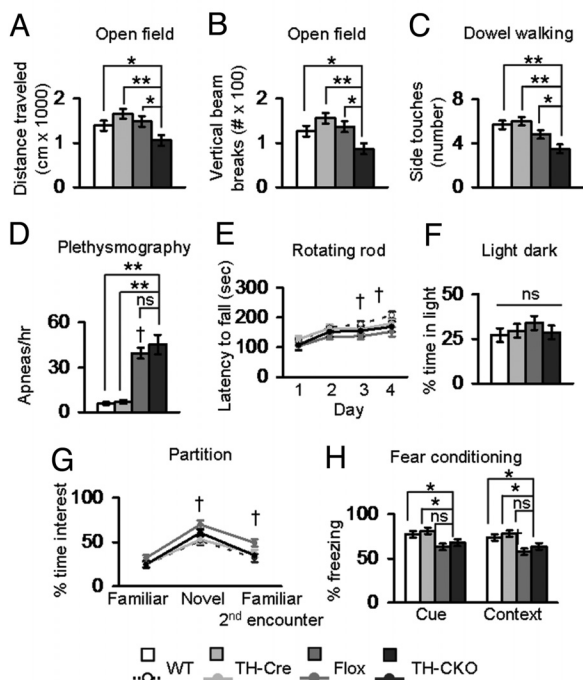 A
Open field
Distance traveled
(cm x 1000)
2
1
0
*
**
*
B
Open field
Vertical beam
breaks (# x 100)
2
1
0
*
**
*
C
Dowel walking
Side touches
(number)
8
4
0
**
**
*
D
Plethysmography
Apneas/hr
60
30
0
**
**
ns
†
E
Rotating rod
Latency to fall (sec)
300
200
100
0
† †
1 2 3 4
Day
F
Light dark
% time in light
50
25
0
ns
G
Partition
% time interest
100
50
0
† †
Familiar Novel Familiar
2nd encounter
H
Fear conditioning
% freezing
100
50
0
*
*
ns
*
*
ns
†
Cue Context
WT TH-Cre Flox TH-CKO